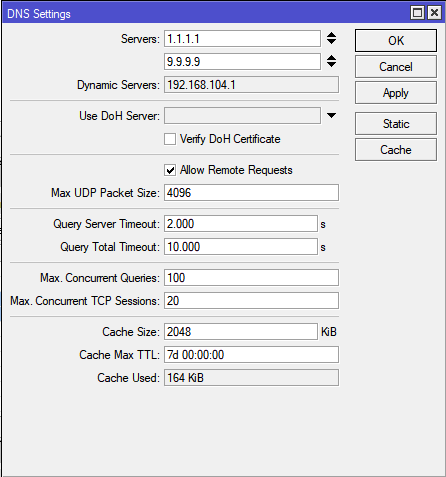 DNS Settings
Servers: 1.1.1.1
9.9.9.9
Dynamic Servers: 192.168.104.1
Use DoH Server:
Verify DoH Certificate
Allow Remote Requests
Max UDP Packet Size: 4096
Query Server Timeout: 2.000 s
Query Total Timeout: 10.000 s
Max. Concurrent Queries: 100
Max. Concurrent TCP Sessions: 20
Cache Size: 2048 KiB
Cache Max TTL: 7d 00:00:00
Cache Used: 164 KiB
OK
Cancel
Apply
Static
Cache